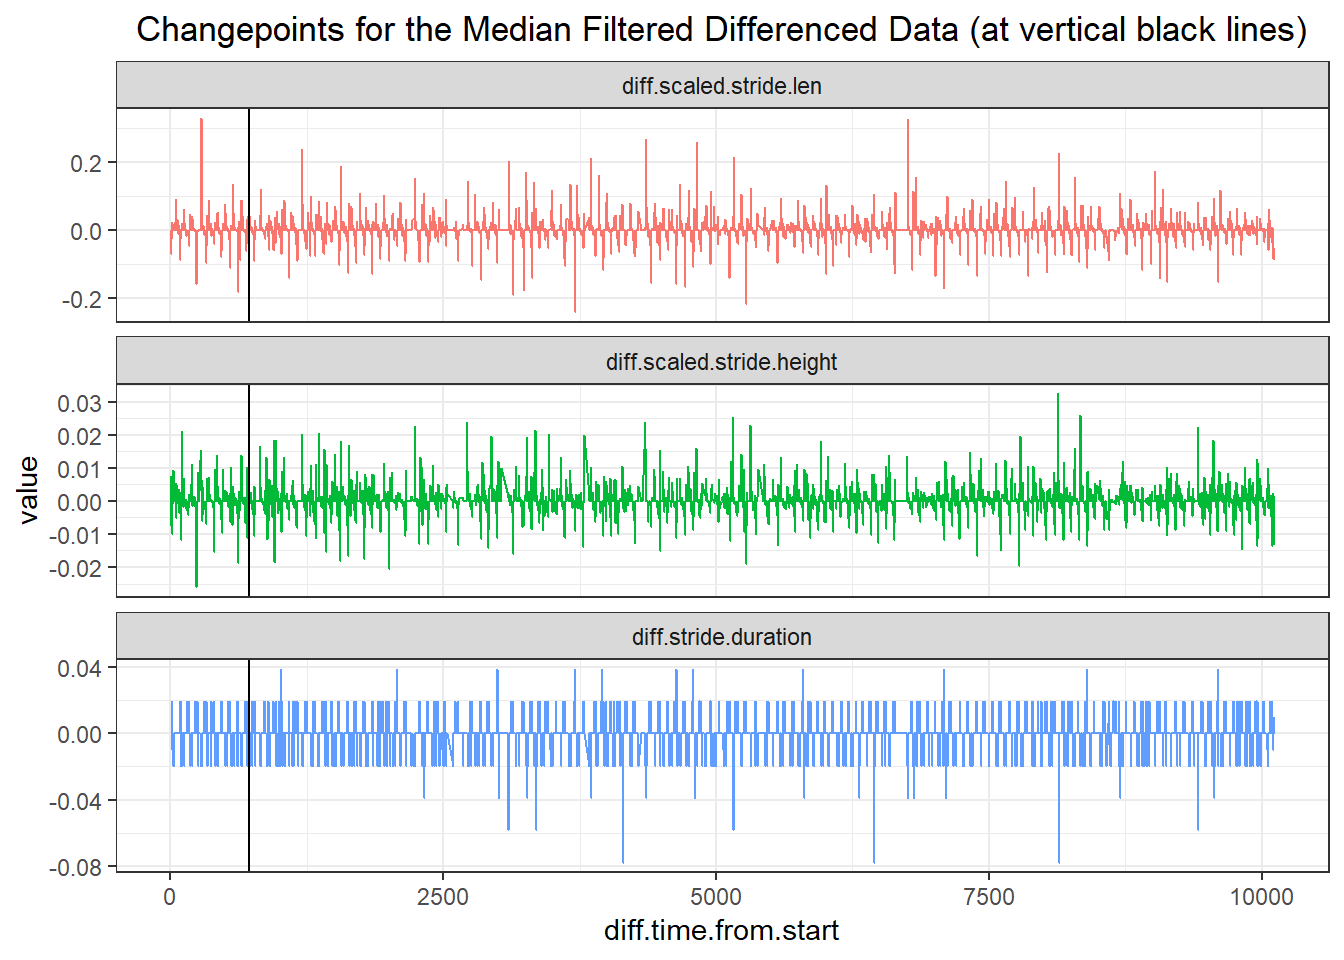 Changepoints for the Median Filtered Differenced Data (at vertical black lines)
diff.scaled.stride.len
0.2
0.0
-0.2
diff.scaled.stride.height
0.03
0.02
0.01
0.00
-0.01
-0.02
value
diff.stride.duration
0.04
0.00
-0.04
-0.08
0 2500 5000 7500 10000
diff.time.from.start